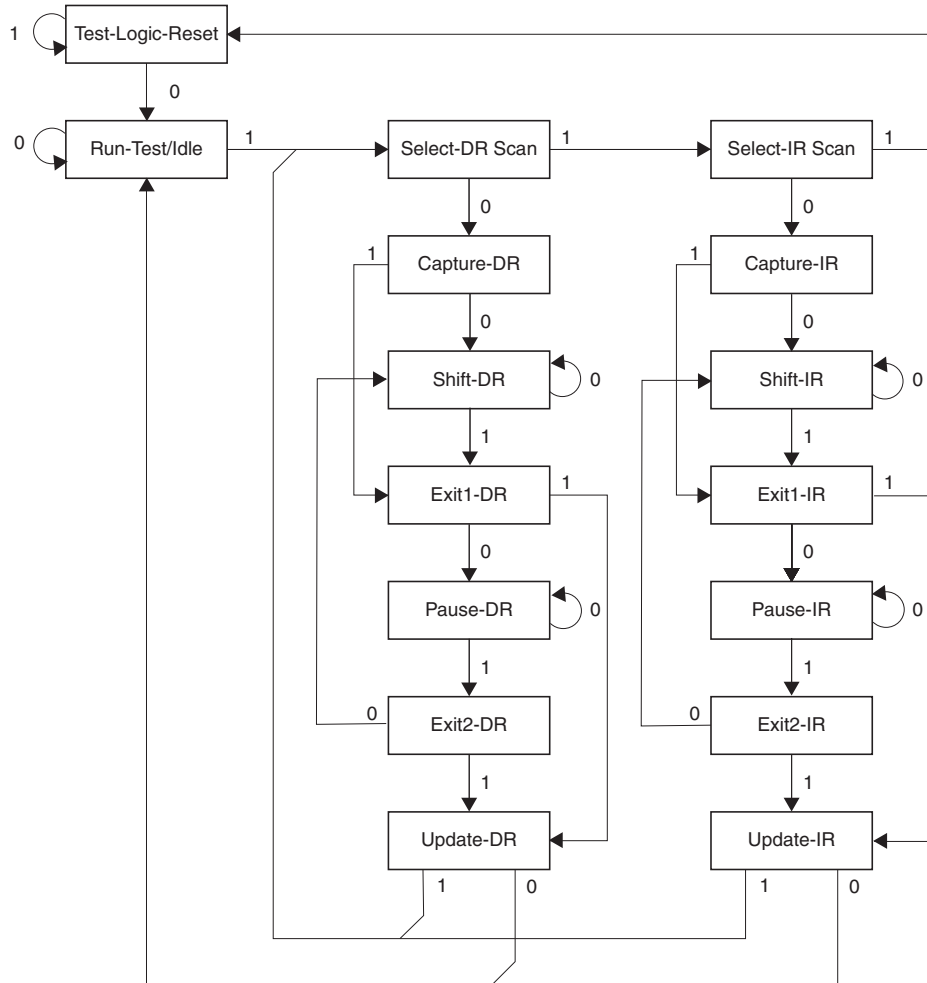 1 Test-Logic-Reset
0
0 Run-Test/Idle 1 Select-DR Scan 1 Select-IR Scan 1
0 0
1 Capture-DR 1 Capture-IR
0 0
Shift-DR 0 Shift-IR 0
1 1
Exit1-DR 1 Exit1-IR 1
0 0
Pause-DR 0 Pause-IR 0
1 1
0 Exit2-DR 0 Exit2-IR
1 1
Update-DR Update-IR
1 0 1 0